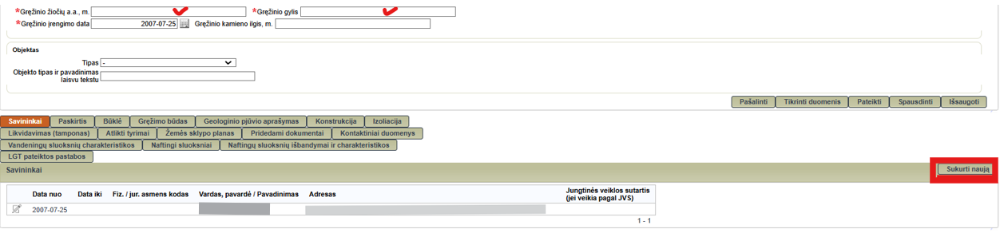 *Gręžinio žiočių a.a., m. *Gręžinio gylis
*Gręžinio įrengimo data 2007-07-25 Gręžinio kamieno ilgis, m.
Objektas
Tipas -
Objekto tipas ir pavadinimas
laisvu tekstu
Pašalinti Tikrinti duomenis Pateikti Spausdinti Išsaugoti
Savininkai Paskirtis Būklė Gręžimo būdas Geologinio pjūvio aprašymas Konstrukcija Izoliacija
Likvidavimas (tamponas) Atlikti tyrimai Žemės sklypo planas Pridedami dokumentai Kontaktiniai duomenys
Vandeningų sluoksnių charakteristikos Naftingi sluoksniai Naftingų sluoksnių išbandymai ir charakteristikos
LGT pateiktos pastabos
Savininkai Sukurti naują
Data nuo Data iki Fiz. / jur. asmens kodas Vardas, pavardė / Pavadinimas Adresas Jungtinės veiklos sutartis
(jei veikia pagal JVS)
2007-07-25
1 - 1